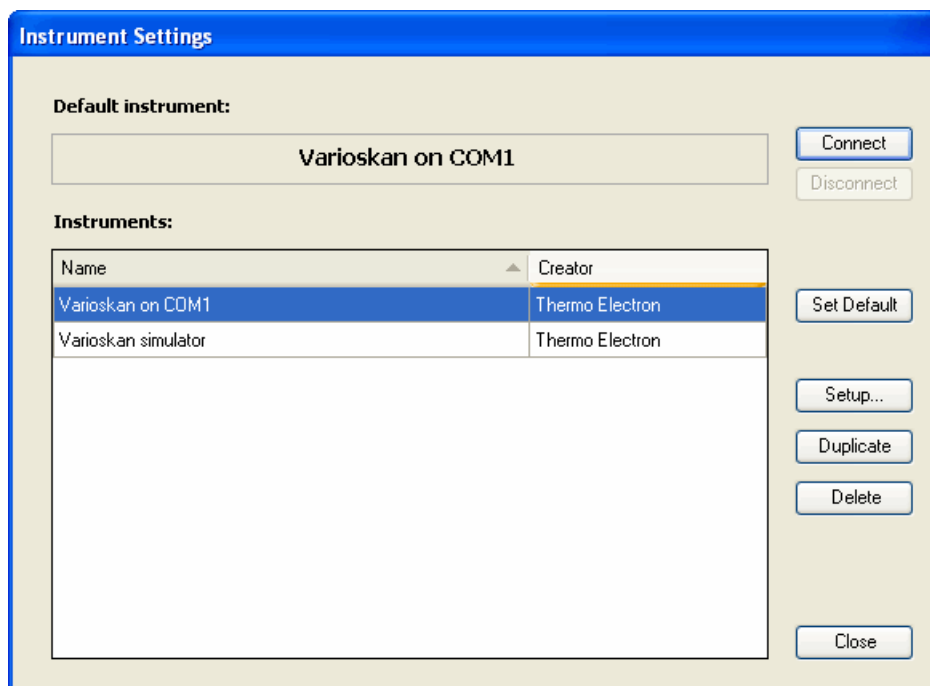 Instrument Settings
Default instrument:
Varioskan on COM1
Connect
Disconnect
Instruments:
Name Creator
Varioskan on COM1 Thermo Electron
Varioskan simulator Thermo Electron
Set Default
Setup...
Duplicate
Delete
Close